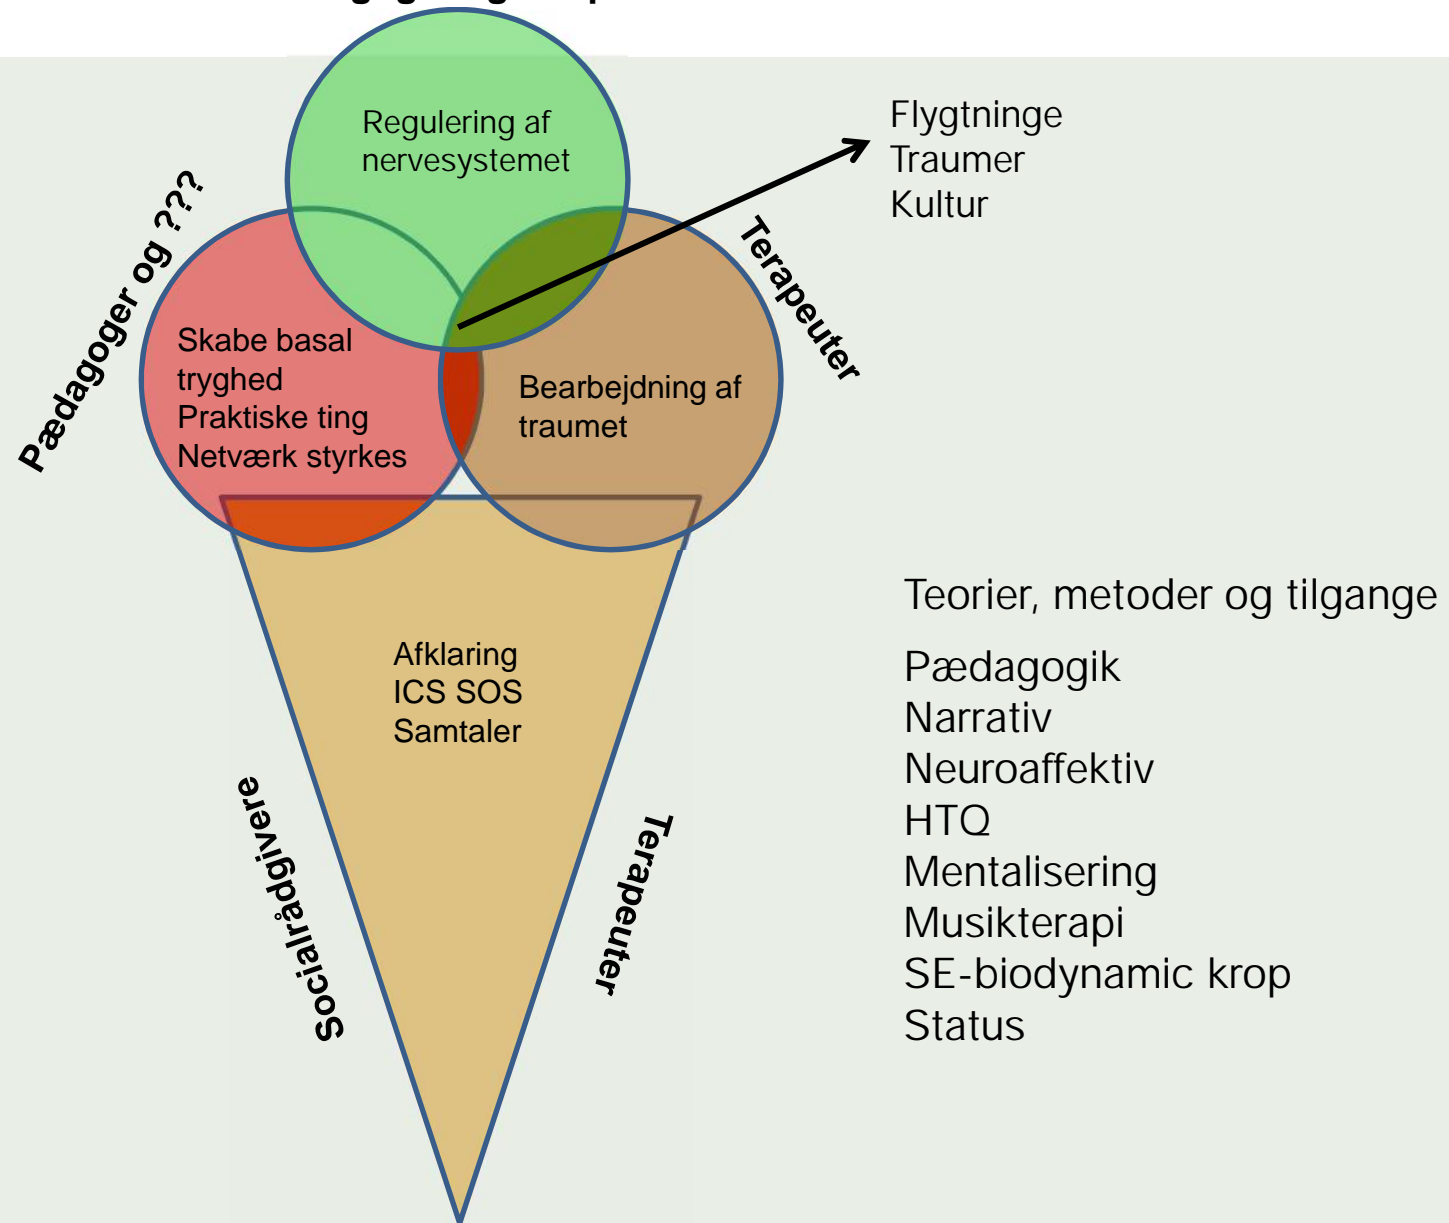 Regulering af
nervesystemet
Flygtninge
Traumer
Kultur
Pædagoger og ???
Terapeuter
Skabe basal
tryghed
Praktiske ting
Netværk styrkes
Bearbejdning af
traumet
Afklaring
ICS SOS
Samtaler
Socialrådgivere
Terapeuter
Teorier, metoder og tilgange
Pædagogik
Narrativ
Neuroaffektiv
HTQ
Mentalisering
Musikterapi
SE-biodynamic krop
Status